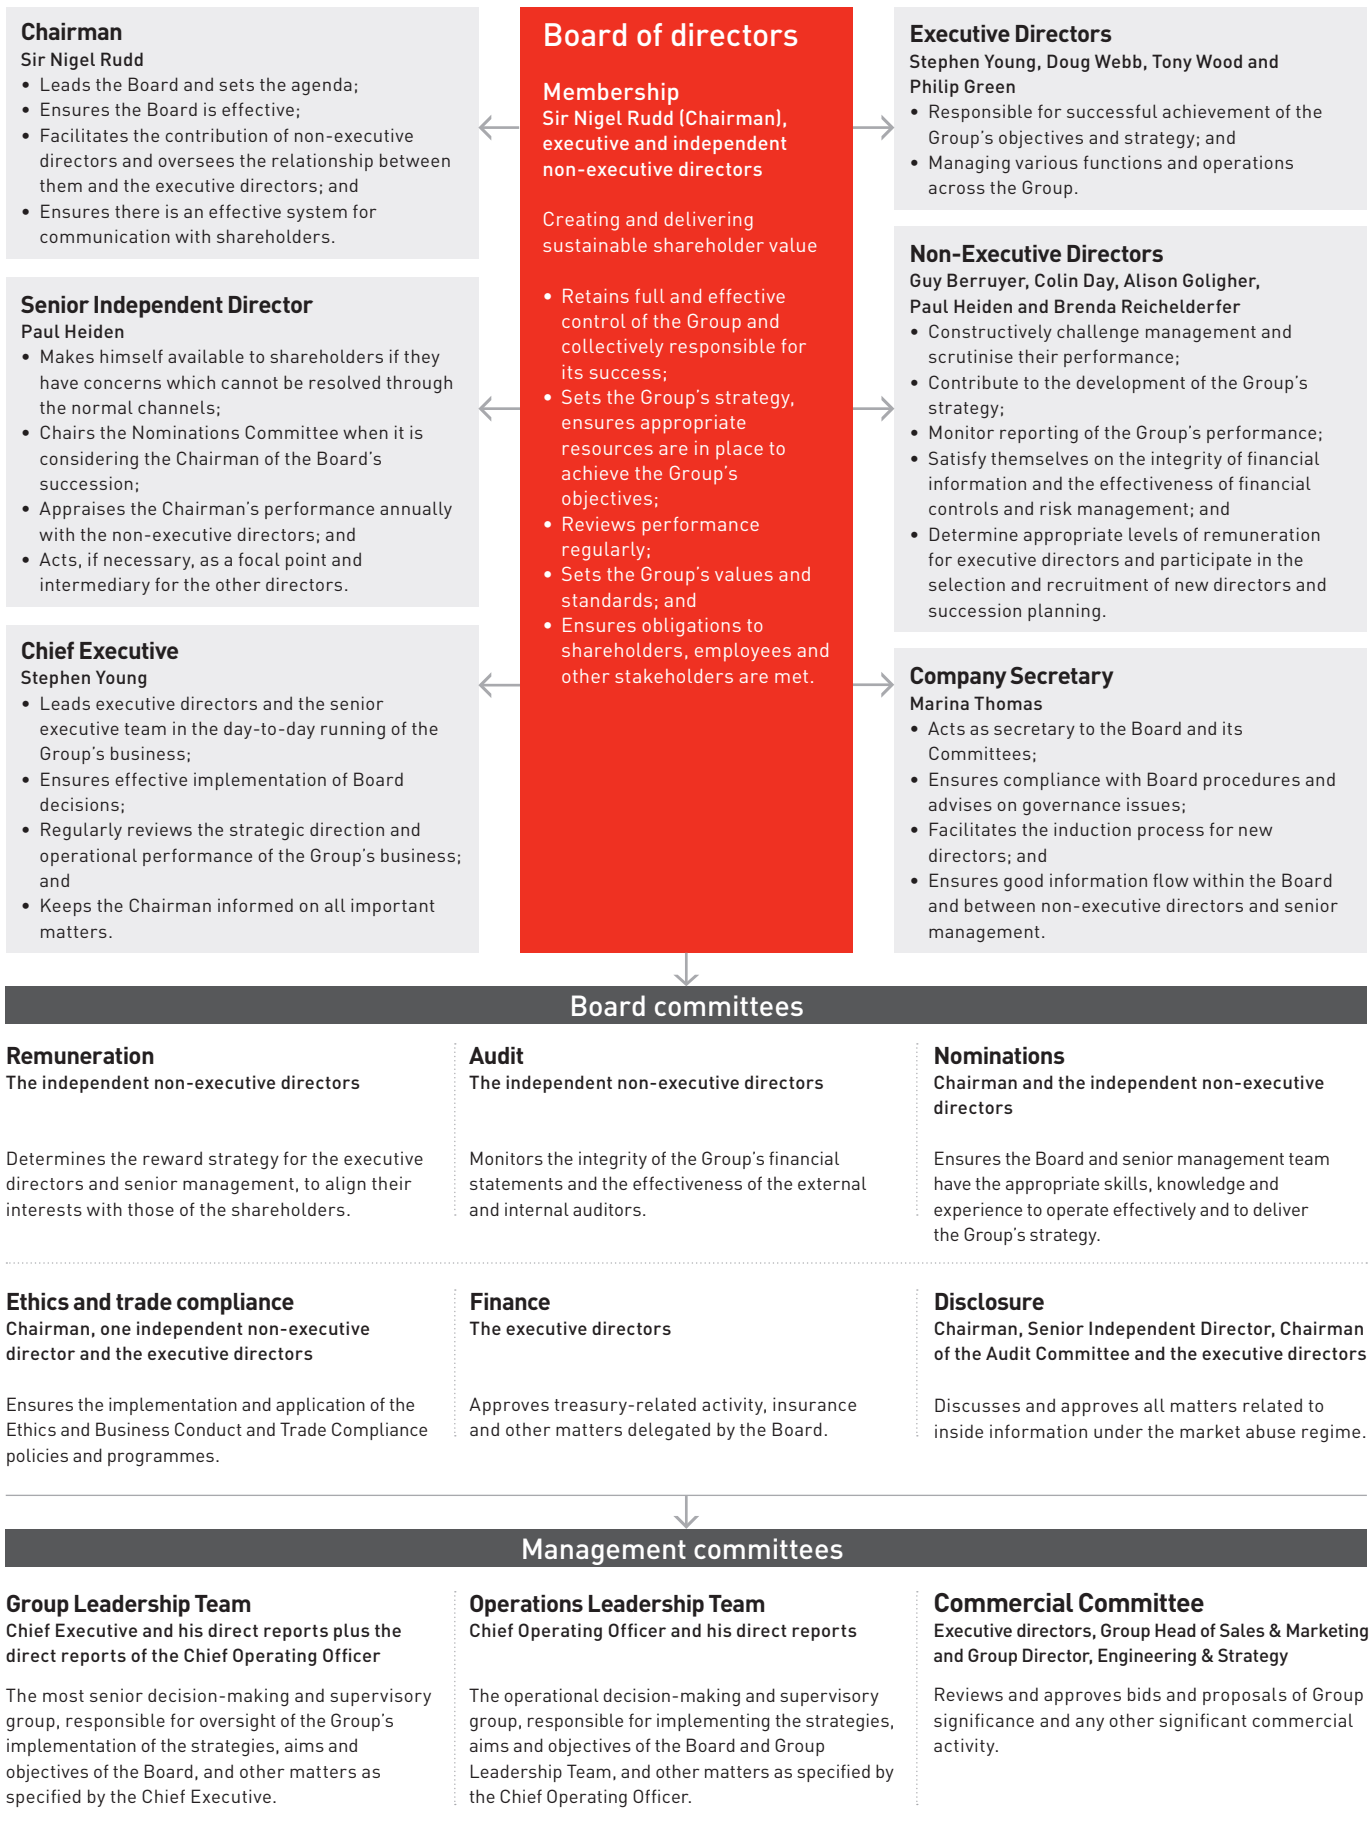 Chairman
Sir Nigel Rudd
• Leads the Board and sets the agenda;
• Ensures the Board is effective;
• Facilitates the contribution of non-executive
directors and oversees the relationship between
them and the executive directors; and
• Ensures there is an effective system for
communication with shareholders.
Senior Independent Director
Paul Heiden
• Makes himself available to shareholders if they
have concerns which cannot be resolved through
the normal channels;
• Chairs the Nominations Committee when it is
considering the Chairman of the Board's
succession;
• Appraises the Chairman's performance annually
with the non-executive directors; and
• Acts, if necessary, as a focal point and
intermediary for the other directors.
Chief Executive
Stephen Young
• Leads executive directors and the senior
executive team in the day-to-day running of the
Group's business;
• Ensures effective implementation of Board
decisions;
• Regularly reviews the strategic direction and
operational performance of the Group's business;
and
• Keeps the Chairman informed on all important
matters.
Board of directors
Membership
Sir Nigel Rudd (Chairman),
executive and independent
non-executive directors
Creating and delivering
sustainable shareholder value
• Retains full and effective
control of the Group and
collectively responsible for
its success;
• Sets the Group's strategy,
ensures appropriate
resources are in place to
achieve the Group's
objectives;
• Reviews performance
regularly;
• Sets the Group's values and
standards; and
• Ensures obligations to
shareholders, employees and
other stakeholders are met.
Executive Directors
Stephen Young, Doug Webb, Tony Wood and
Philip Green
• Responsible for successful achievement of the
Group's objectives and strategy; and
• Managing various functions and operations
across the Group.
Non-Executive Directors
Guy Berruyer, Colin Day, Alison Goligher,
Paul Heiden and Brenda Reichelderfer
• Constructively challenge management and
scrutinise their performance;
• Contribute to the development of the Group's
strategy;
• Monitor reporting of the Group's performance;
• Satisfy themselves on the integrity of financial
information and the effectiveness of financial
controls and risk management; and
• Determine appropriate levels of remuneration
for executive directors and participate in the
selection and recruitment of new directors and
succession planning.
Company Secretary
Marina Thomas
• Acts as secretary to the Board and its
Committees;
• Ensures compliance with Board procedures and
advises on governance issues;
• Facilitates the induction process for new
directors; and
• Ensures good information flow within the Board
and between non-executive directors and senior
management.
Board committees
Remuneration
The independent non-executive directors
Determines the reward strategy for the executive
directors and senior management, to align their
interests with those of the shareholders.
Audit
The independent non-executive directors
Monitors the integrity of the Group's financial
statements and the effectiveness of the external
and internal auditors.
Nominations
Chairman and the independent non-executive
directors
Ensures the Board and senior management team
have the appropriate skills, knowledge and
experience to operate effectively and to deliver
the Group's strategy.
Ethics and trade compliance
Chairman, one independent non-executive
director and the executive directors
Ensures the implementation and application of the
Ethics and Business Conduct and Trade Compliance
policies and programmes.
Finance
The executive directors
Approves treasury-related activity, insurance
and other matters delegated by the Board.
Disclosure
Chairman, Senior Independent Director, Chairman
of the Audit Committee and the executive directors
Discusses and approves all matters related to
inside information under the market abuse regime.
Management committees
Group Leadership Team
Chief Executive and his direct reports plus the
direct reports of the Chief Operating Officer
The most senior decision-making and supervisory
group, responsible for oversight of the Group's
implementation of the strategies, aims and
objectives of the Board, and other matters as
specified by the Chief Executive.
Operations Leadership Team
Chief Operating Officer and his direct reports
The operational decision-making and supervisory
group, responsible for implementing the strategies,
aims and objectives of the Board and Group
Leadership Team, and other matters as specified by
the Chief Operating Officer.
Commercial Committee
Executive directors, Group Head of Sales & Marketing
and Group Director, Engineering & Strategy
Reviews and approves bids and proposals of Group
significance and any other significant commercial
activity.